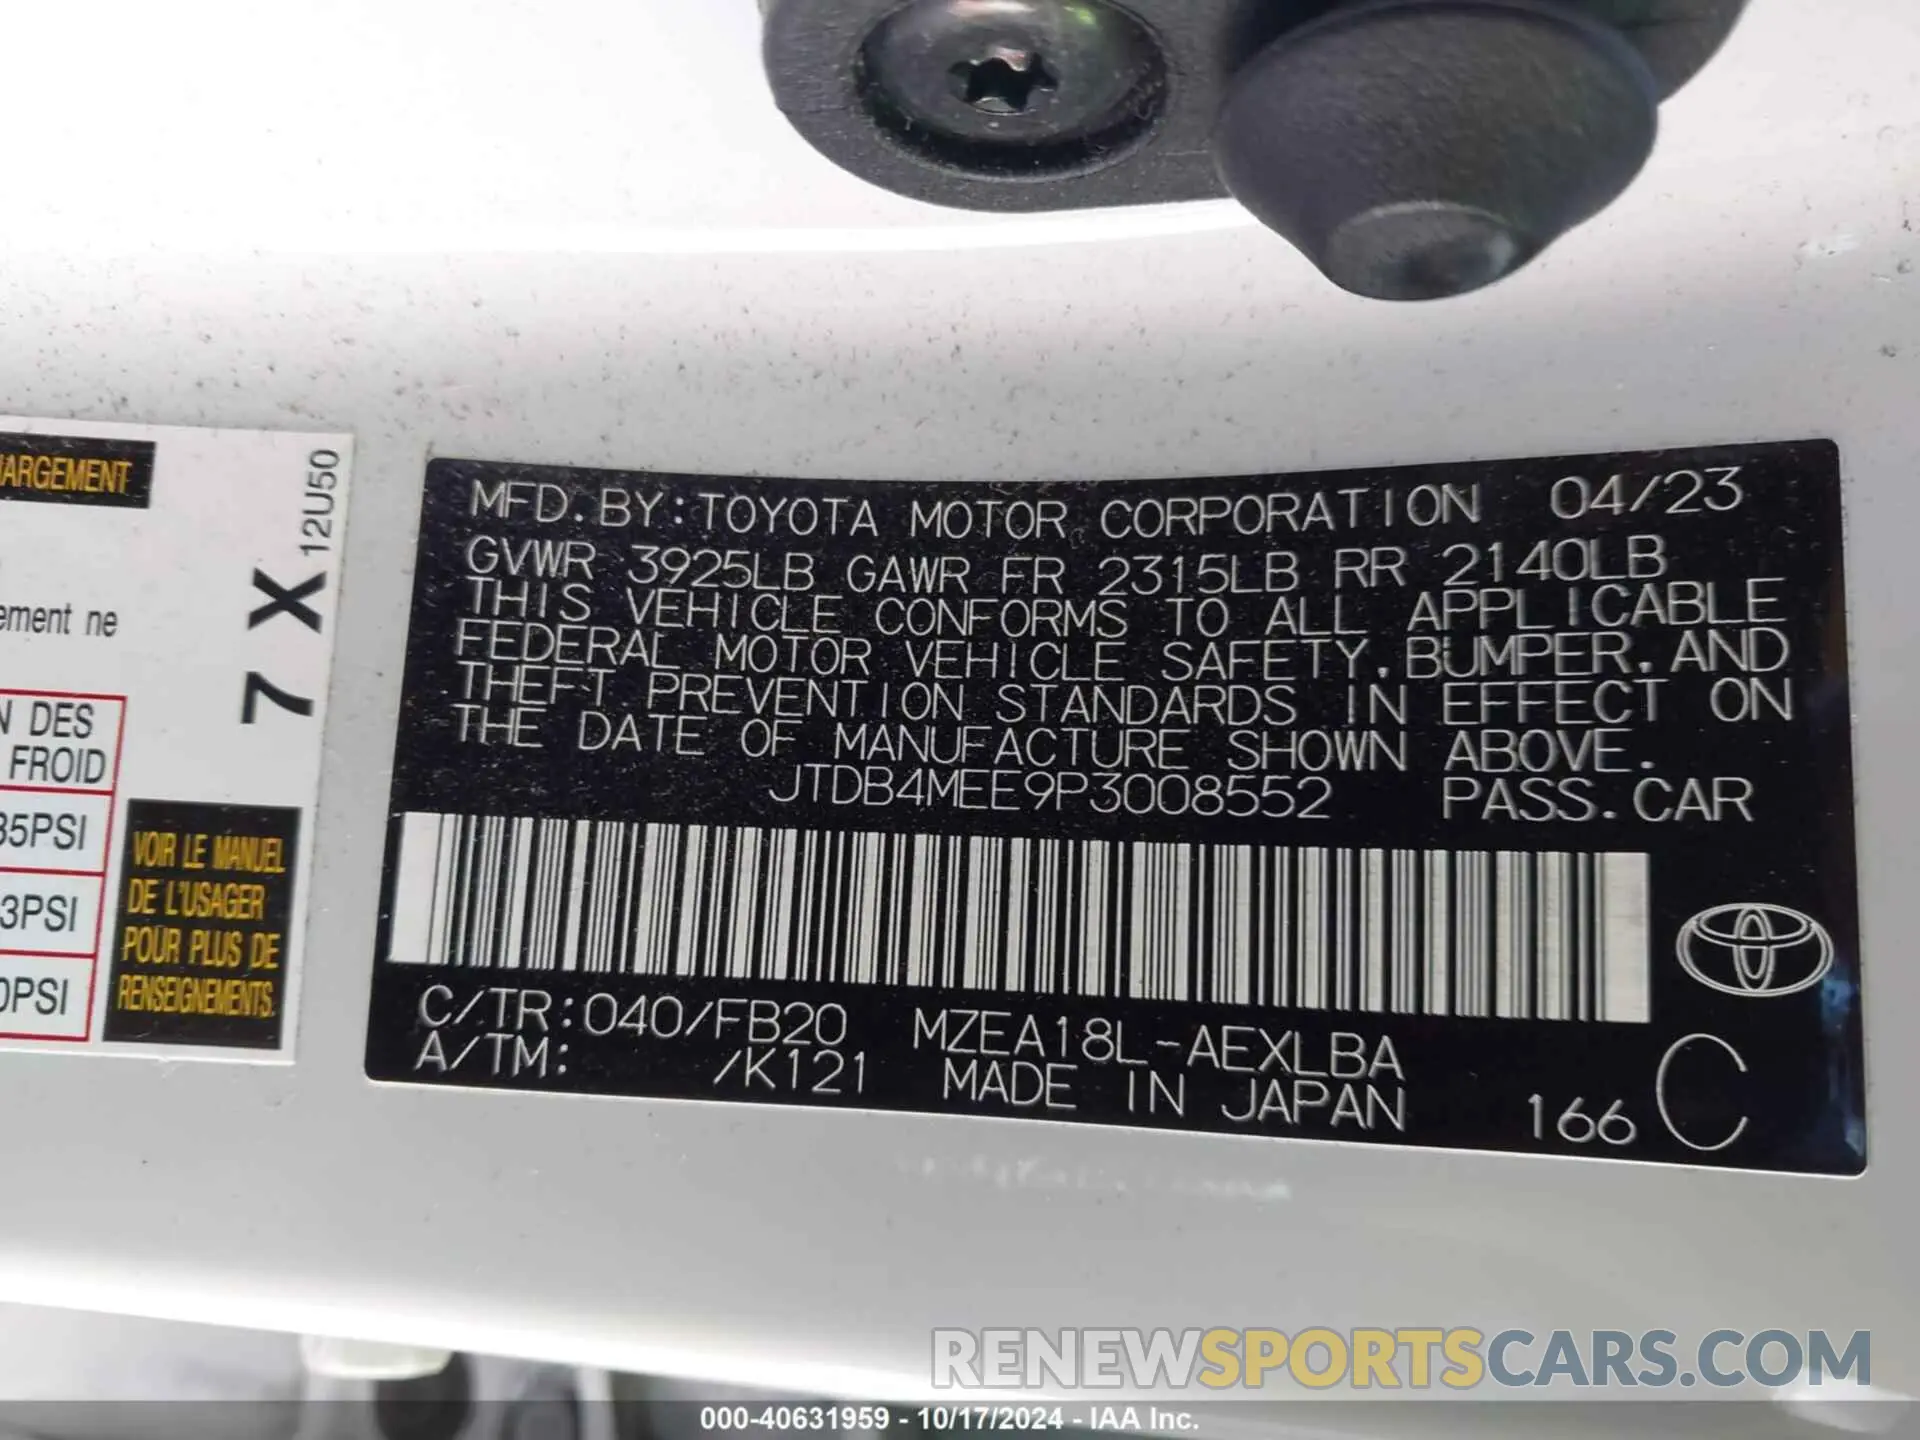 HARGEMENT
ement ne
N DES
FROID
35PSI
3PSI
0PSI
7 X 12U50
VOIR LE MANUEL
DE L'USAGER
POUR PLUS DE
RENSEIGNEMENTS.
MFD. BY: TOYOTA MOTOR CORPORATION 04/23
GVWR 3925LB GAWR FR 2315LB RR 2140LB
THIS VEHICLE CONFORMS TO ALL APPLICABLE
FEDERAL MOTOR VEHICLE SAFETY, BUMPER, AND
THEFT PREVENTION STANDARDS IN EFFECT ON
THE DATE OF MANUFACTURE SHOWN ABOVE.
JTDB4MEE9P3008552 PASS. CAR
C/TR: 040/FB20 MZEA18L-AEXLBA
A/TM: /K121 MADE IN JAPAN 166 C
RENEWSPORTSCARS.COM
000-40631959 - 10/17/2024 - IAA Inc.